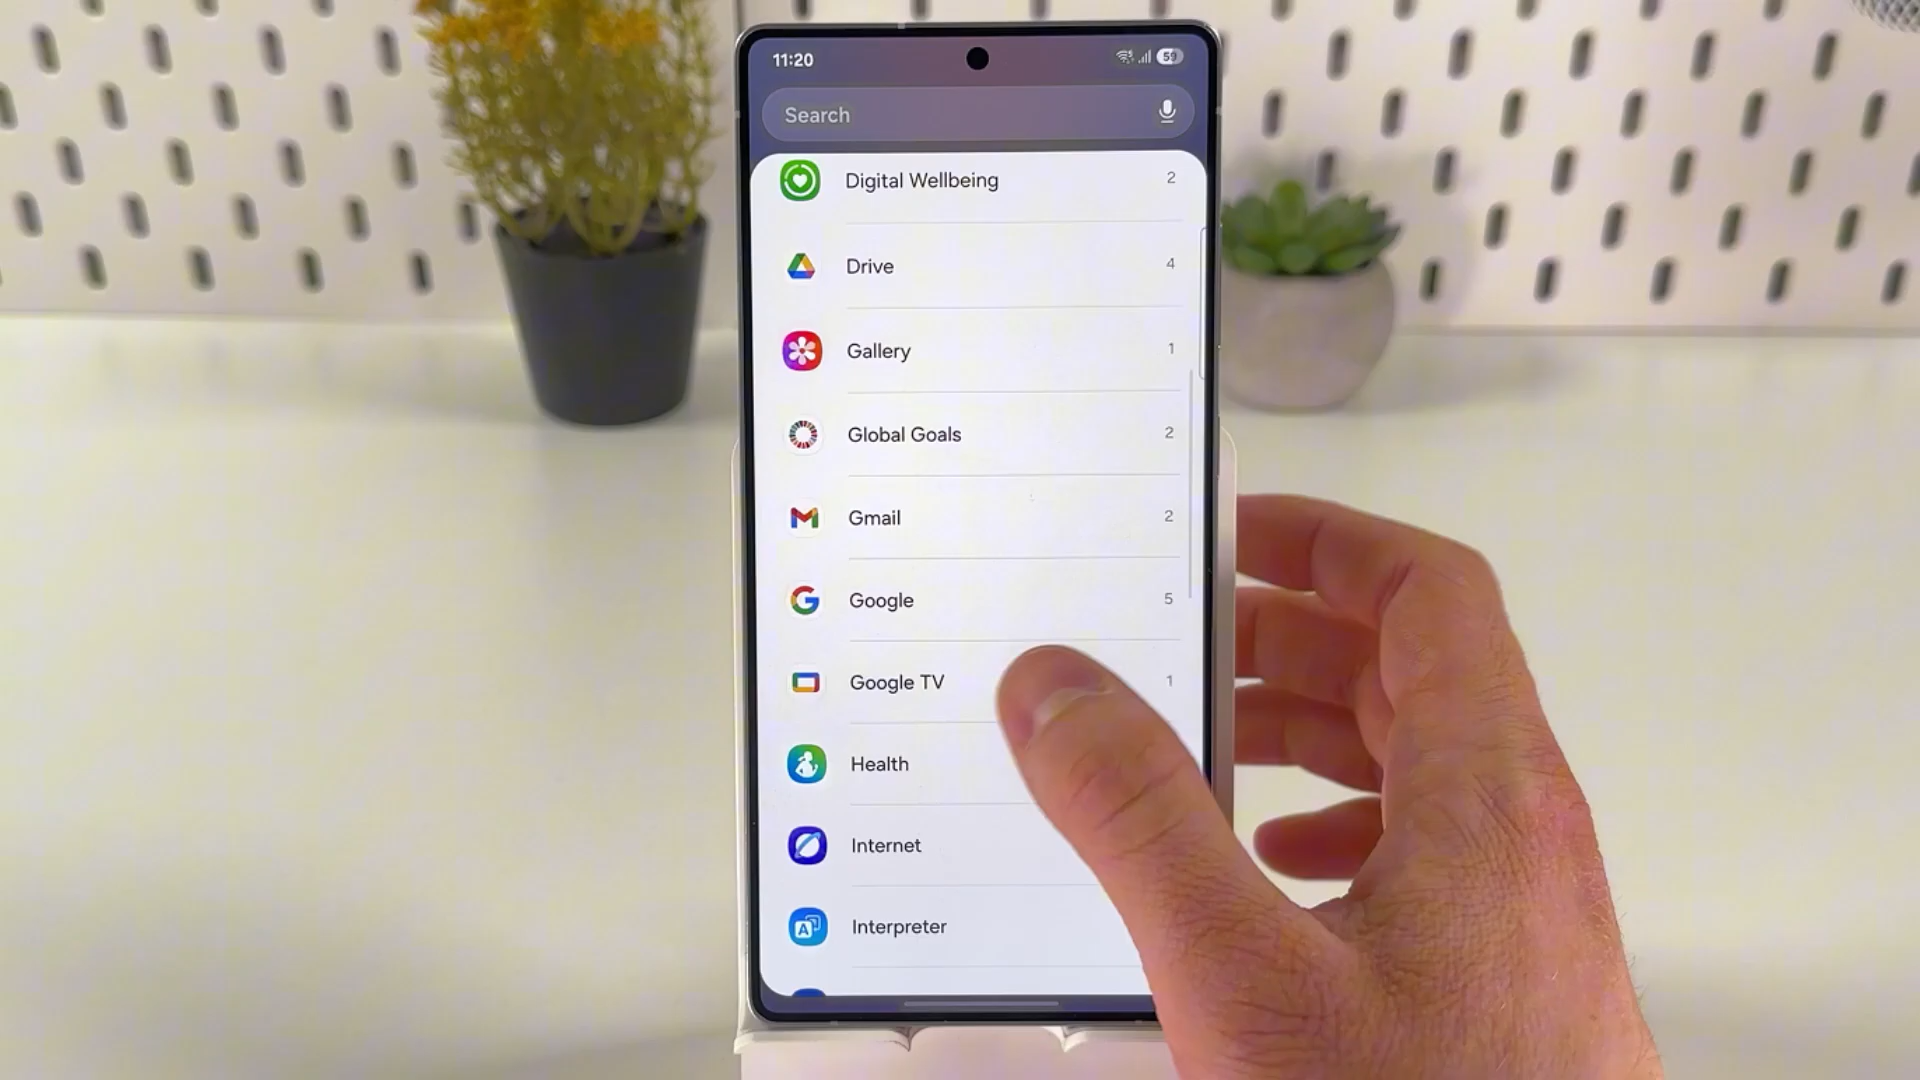 11:20
59
Search
Digital Wellbeing 2
Drive 4
Gallery 1
Global Goals 2
Gmail 2
Google 5
Google TV 1
Health
Internet
Interpreter